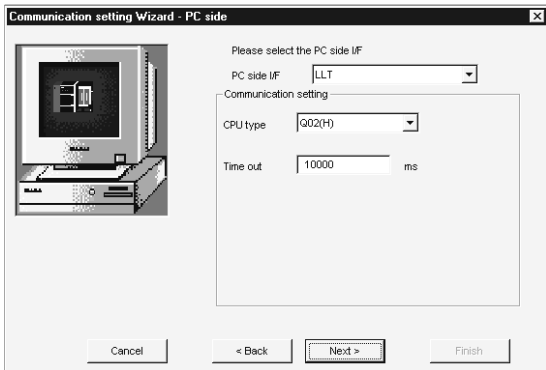 Communication setting Wizard - PC side
Please select the PC side I/F
PC side I/F LLT
Communication setting
CPU type Q02(H)
Time out 10000 ms
Cancel < Back Next > Finish